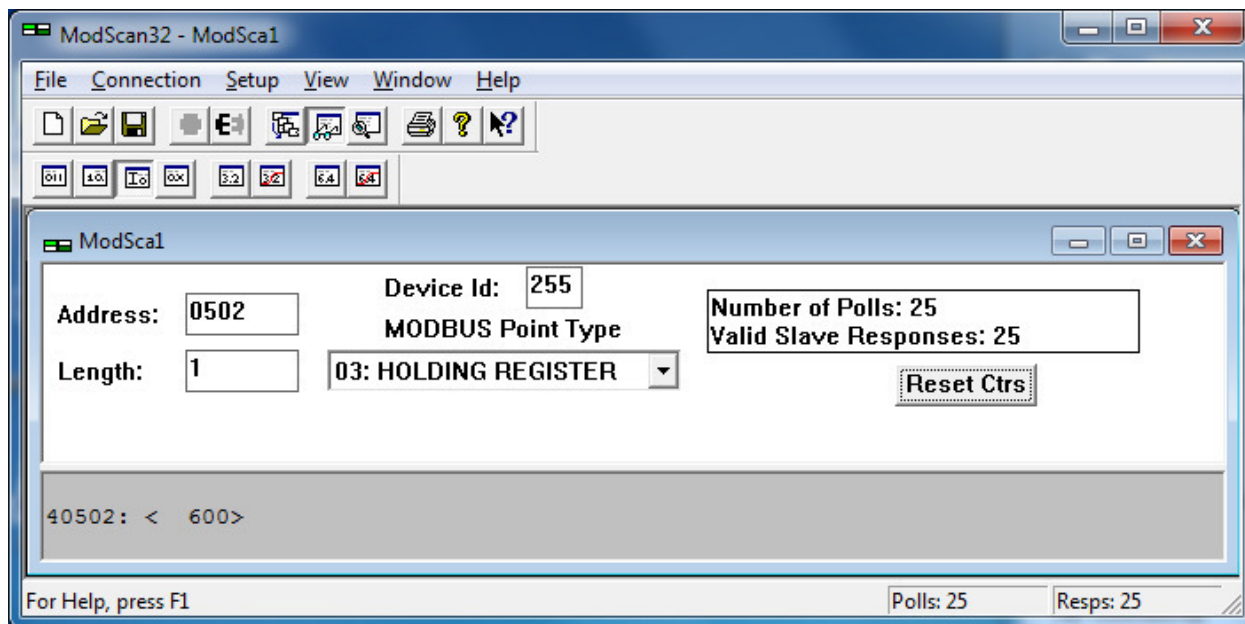 ModScan32 - ModSca1
File Connection Setup View Window Help
ModSca1
Address: 0502
Device Id: 255
MODBUS Point Type
Length: 1
03: HOLDING REGISTER
Number of Polls: 25
Valid Slave Responses: 25
Reset Ctrs
40502: <  600>
For Help, press F1
Polls: 25
Resps: 25